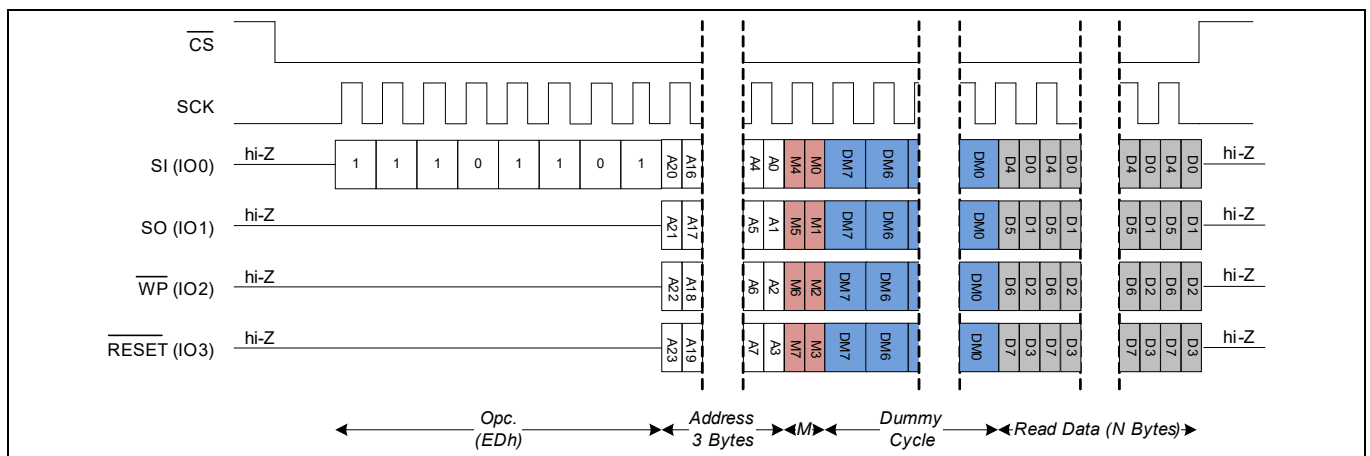 CS
SCK
SI (IO0) hi-Z 1 1 1 0 1 1 0 1 A20 A16 A4 A0 M4 M0 DM7 DM6 DM0 D4 D0 D4 D0 D4 D0 D4 D0 hi-Z
SO (IO1) hi-Z A21 A17 A5 A1 M5 M1 DM7 DM6 DM0 D5 D1 D5 D1 D5 D1 D5 D1 hi-Z
WP (IO2) hi-Z A22 A18 A6 A2 M6 M2 DM7 DM6 DM0 D6 D2 D6 D2 D6 D2 D6 D2 hi-Z
RESET (IO3) hi-Z A23 A19 A7 A3 M7 M3 DM7 DM6 DM0 D7 D3 D7 D3 D7 D3 D7 D3 hi-Z
Opc. Address M Dummy Read Data (N Bytes)
(EDh) 3 Bytes Cycle